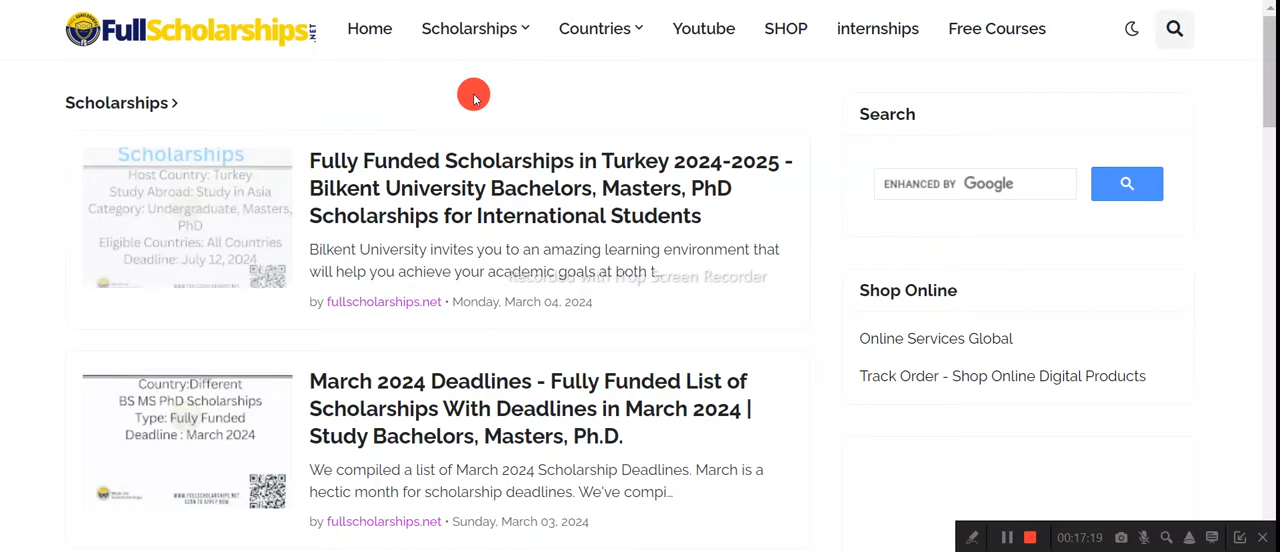 FullScholarships.NET
Home
Scholarships
Countries
Youtube
SHOP
internships
Free Courses
Scholarships
Scholarships
Host Country: Turkey
Study Abroad: Study in Asia
Category: Undergraduate, Masters,
PhD
Eligible Countries: All Countries
Deadline: July 12, 2024
Fully Funded Scholarships in Turkey 2024-2025 -
Bilkent University Bachelors, Masters, PhD
Scholarships for International Students
Bilkent University invites you to an amazing learning environment that
will help you achieve your academic goals at both t…
Recorded with iTop Screen Recorder
by fullscholarships.net • Monday, March 04, 2024
Country:Different
BS MS PhD Scholarships
Type: Fully Funded
Deadline : March 2024
WWW.FULLSCHOLARSHIPS.NET
SCAN TO APPLY NOW
March 2024 Deadlines - Fully Funded List of
Scholarships With Deadlines in March 2024 |
Study Bachelors, Masters, Ph.D.
We compiled a list of March 2024 Scholarship Deadlines. March is a
hectic month for scholarship deadlines. We've compi…
by fullscholarships.net • Sunday, March 03, 2024
Search
ENHANCED BY Google
Shop Online
Online Services Global
Track Order - Shop Online Digital Products
00:17:19